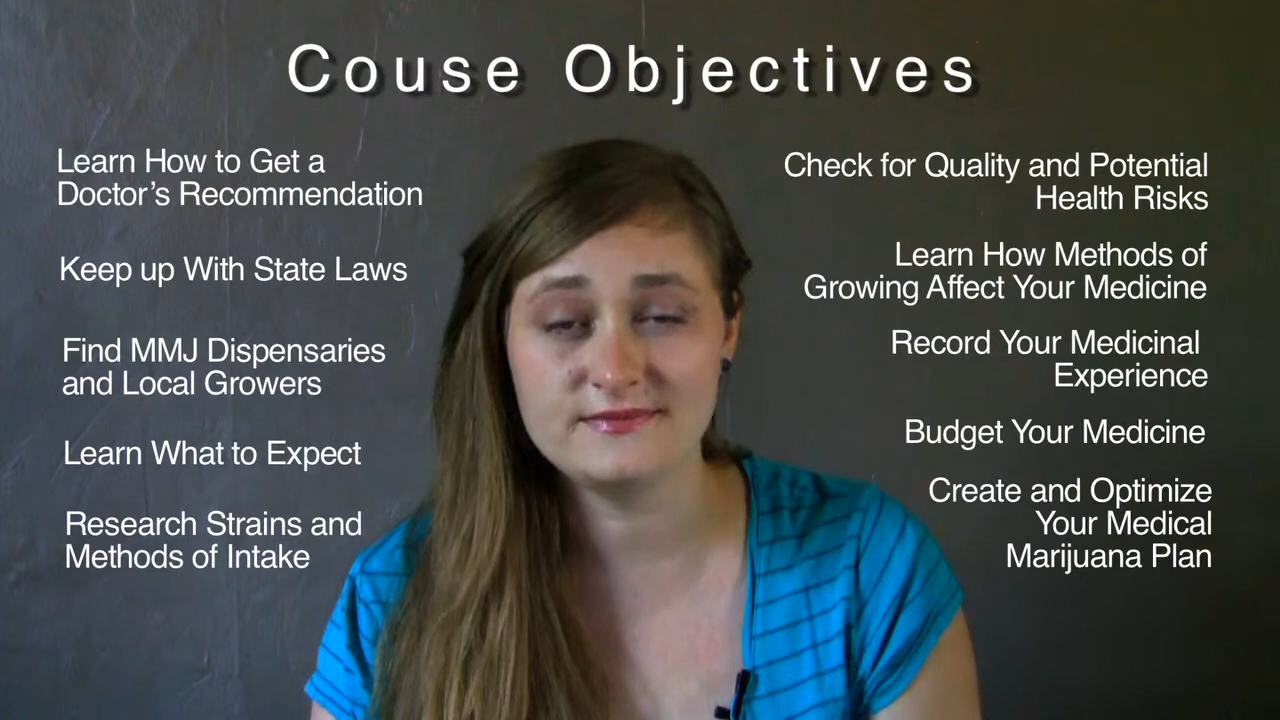 Couse Objectives
Learn How to Get a
Doctor’s Recommendation
Keep up With State Laws
Find MMJ Dispensaries
and Local Growers
Learn What to Expect
Research Strains and
Methods of Intake
Check for Quality and Potential
Health Risks
Learn How Methods of
Growing Affect Your Medicine
Record Your Medicinal
Experience
Budget Your Medicine
Create and Optimize
Your Medical
Marijuana Plan